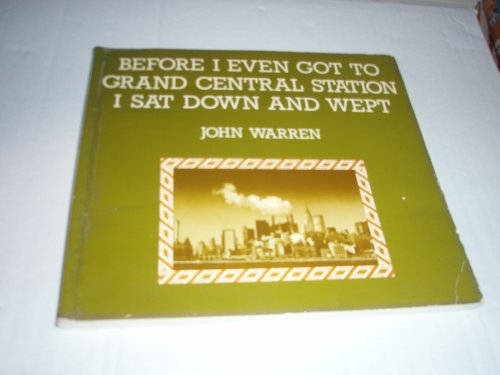 BEFORE I EVEN GOT TO
GRAND CENTRAL STATION
I SAT DOWN AND WEPT
JOHN WARREN